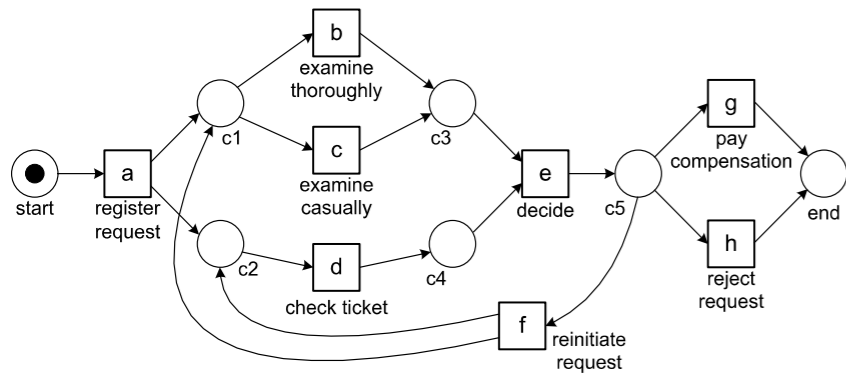 b
examine
thoroughly
g
pay
compensation
c1
c3
c
examine
casually
a
register
request
start
e
decide
c5
end
c2
d
check ticket
c4
h
reject
request
f
reinitiate
request